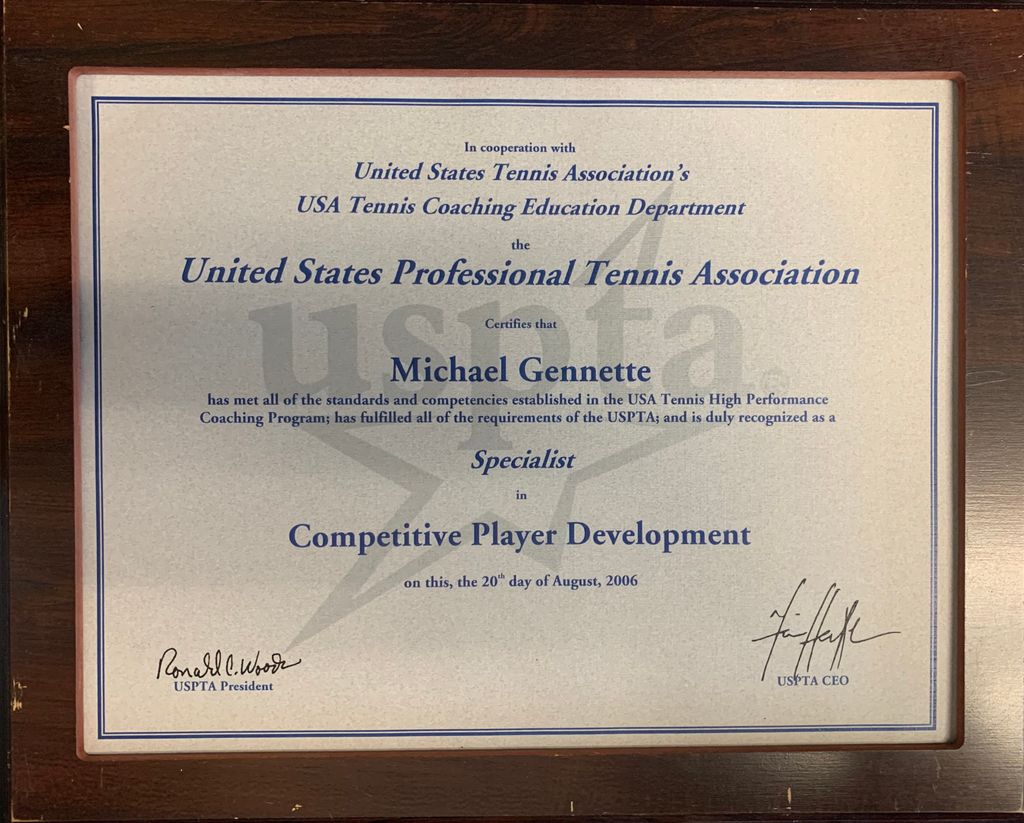 In cooperation with
United States Tennis Association's
USA Tennis Coaching Education Department
the
United States Professional Tennis Association
uspta®
Certifies that
Michael Gennette
has met all of the standards and competencies established in the USA Tennis High Performance
Coaching Program; has fulfilled all of the requirements of the USPTA; and is duly recognized as a
Specialist
in
Competitive Player Development
on this, the 20th day of August, 2006
Ronald C. Woods
USPTA President
USPTA CEO